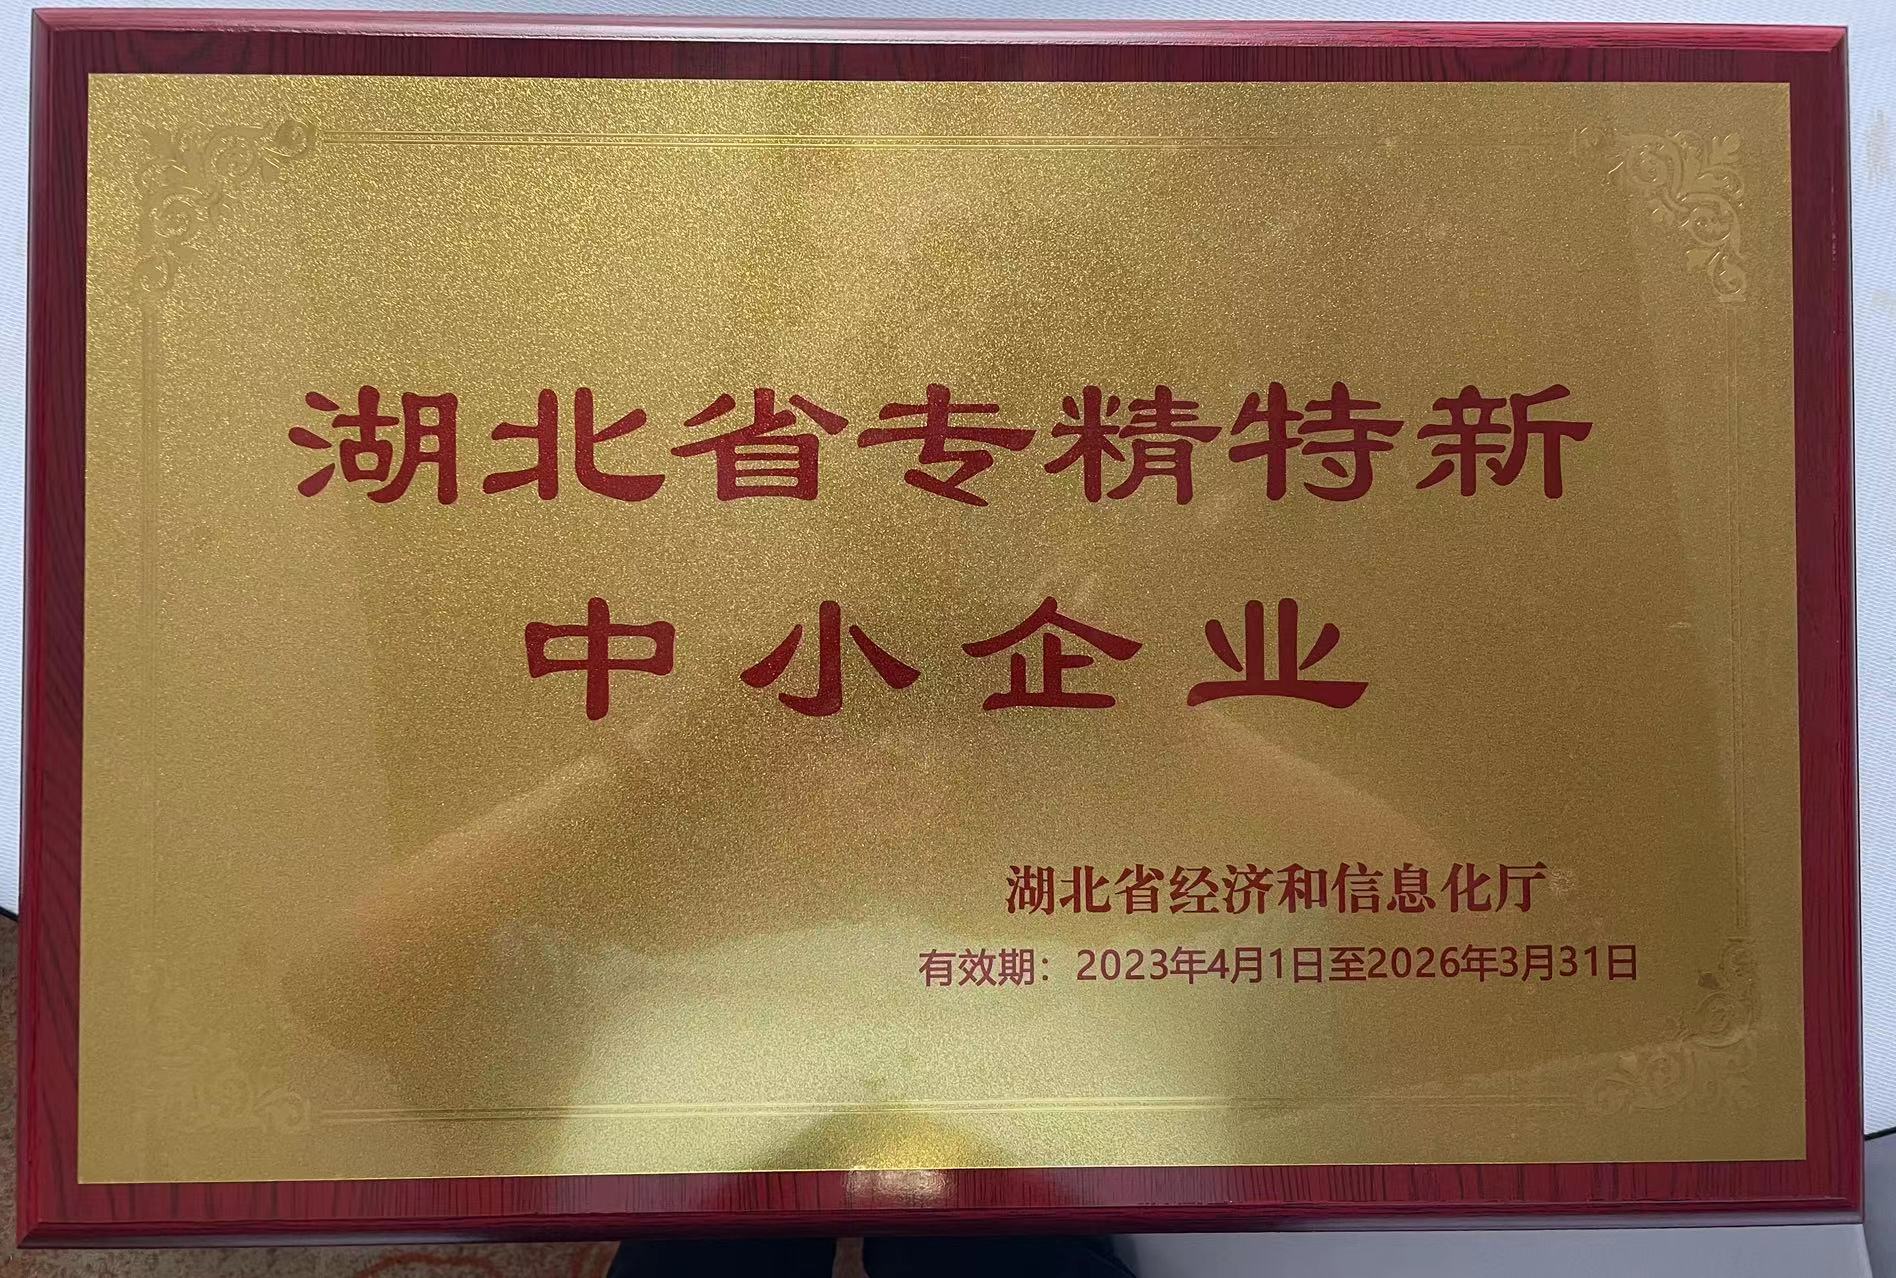 湖北省专精特新
中小企业
湖北省经济和信息化厅
有效期：2023年4月1日至2026年3月31日